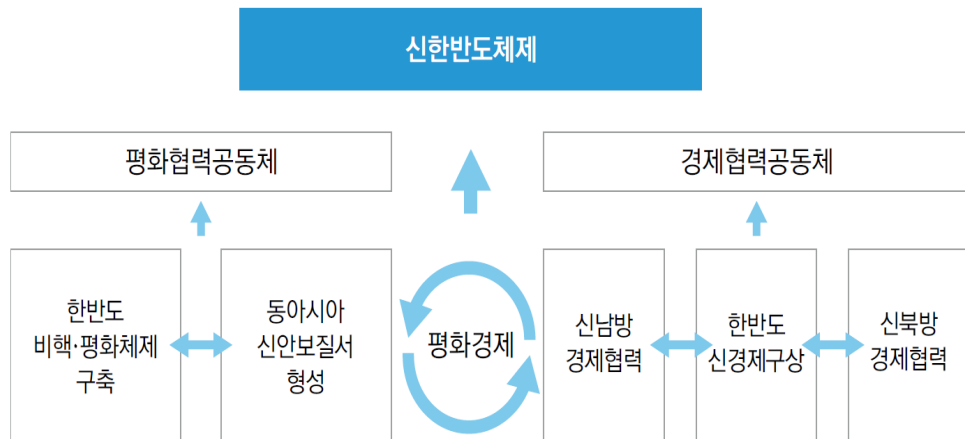 신한반도체제
평화협력공동체
경제협력공동체
한반도
비핵·평화체제
구축
동아시아
신안보질서
형성
평화경제
신남방
경제협력
한반도
신경제구상
신북방
경제협력